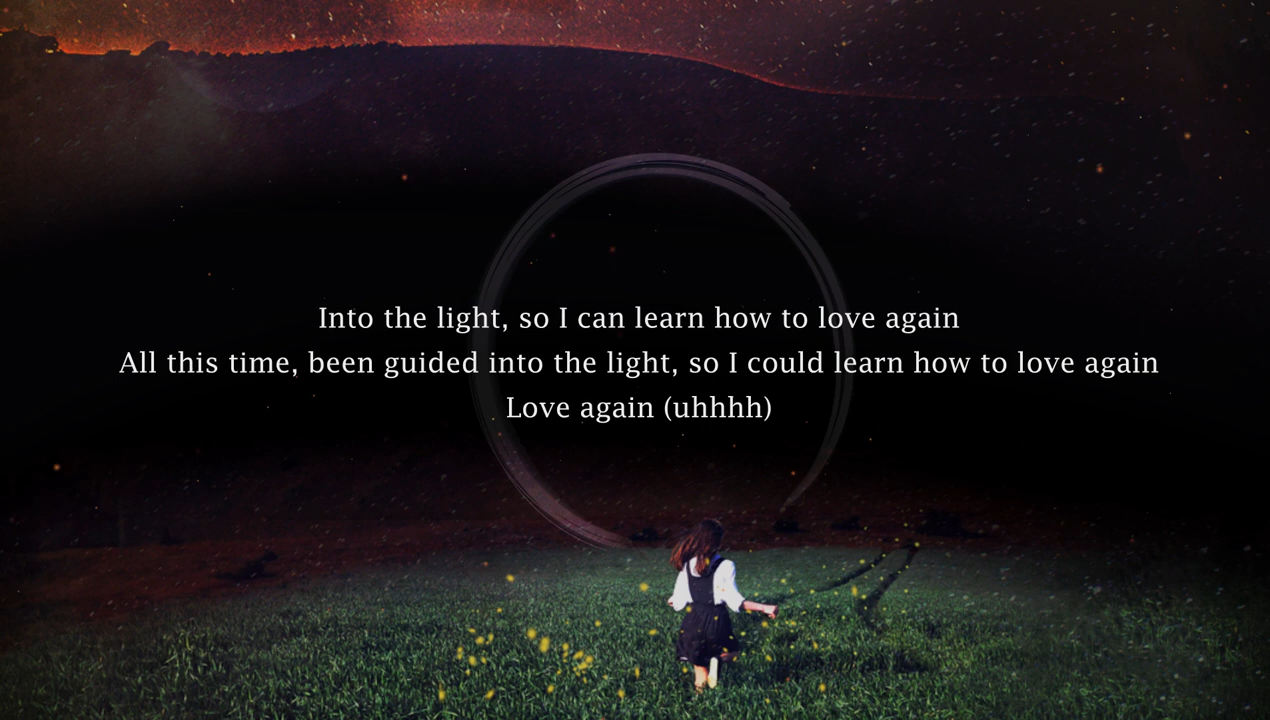 Into the light, so I can learn how to love again
All this time, been guided into the light, so I could learn how to love again
Love again (uhhhh)